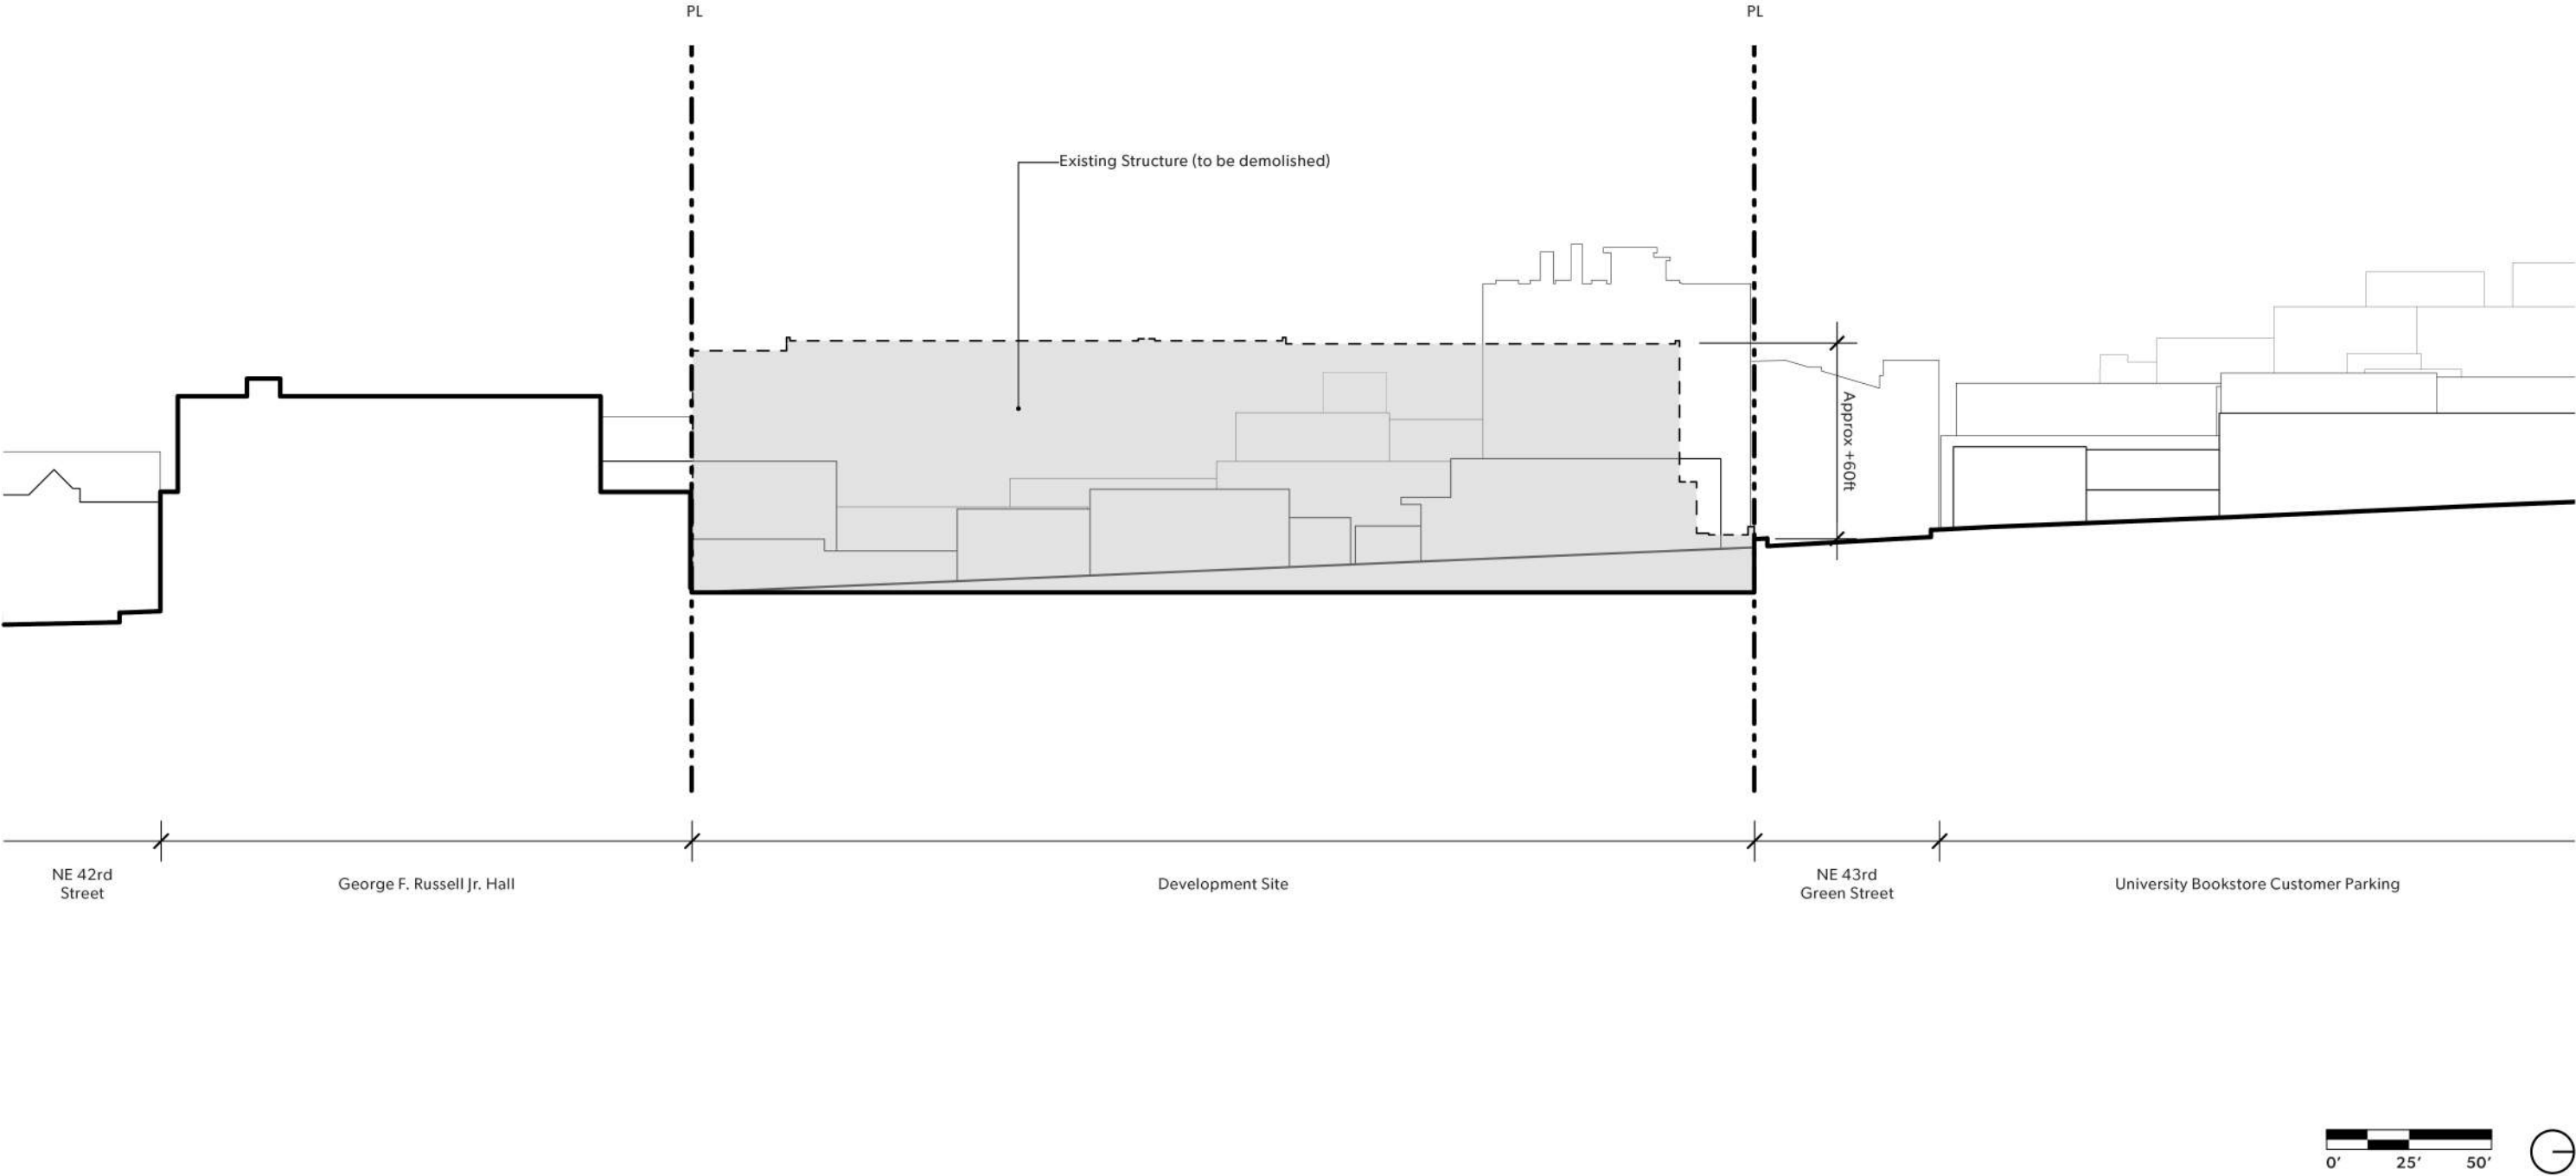 PL
PL
Existing Structure (to be demolished)
Approx +60ft
NE 42rd
Street
George F. Russell Jr. Hall
Development Site
NE 43rd
Green Street
University Bookstore Customer Parking
0'
25'
50'